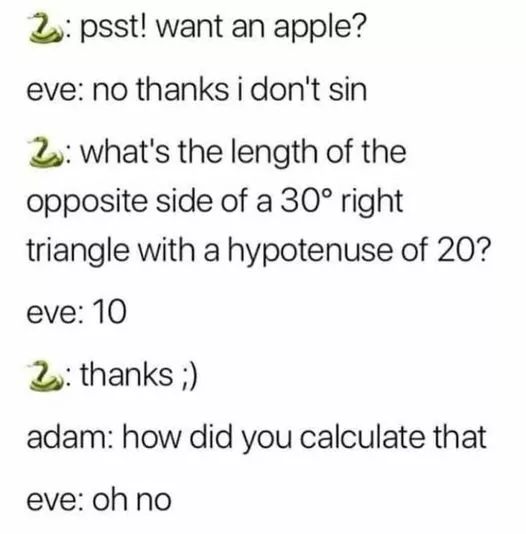 🐍: psst! want an apple?
eve: no thanks i don't sin
🐍: what's the length of the
opposite side of a 30° right
triangle with a hypotenuse of 20?
eve: 10
🐍: thanks ;)
adam: how did you calculate that
eve: oh no